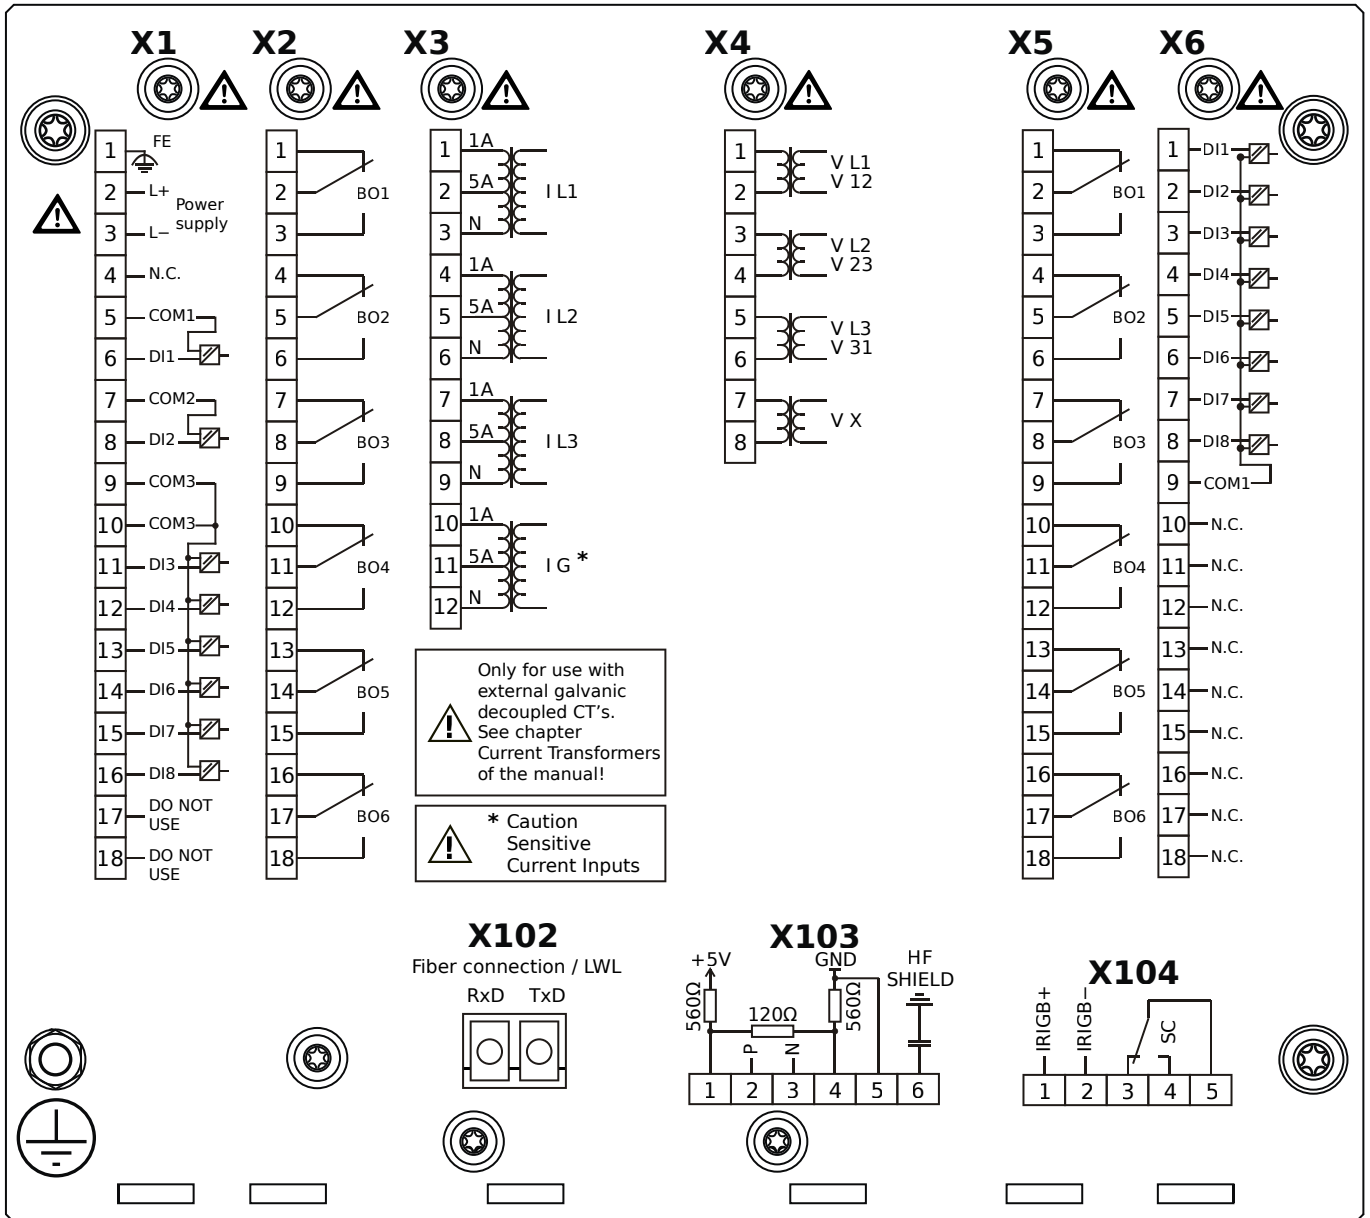 X1
1 FE
2 L+
Power
supply
3 L−
4 N.C.
5 COM1
6 DI1
7 COM2
8 DI2
9 COM3
10 COM3
11 DI3
12 DI4
13 DI5
14 DI6
15 DI7
16 DI8
17 DO NOT
USE
18 DO NOT
USE
X2
1
2 BO1
3
4
5 BO2
6
7
8 BO3
9
10
11 BO4
12
13
14 BO5
15
16
17 BO6
18
X3
1 1A
2 5A I L1
3 N
4 1A
5 5A I L2
6 N
7 1A
8 5A I L3
9 N
10 1A
11 5A I G *
12 N
Only for use with
external galvanic
decoupled CT's.
See chapter
Current Transformers
of the manual!
* Caution
Sensitive
Current Inputs
X4
1 V L1
2 V 12
3 V L2
4 V 23
5 V L3
6 V 31
7 V X
8
X5
1
2 BO1
3
4
5 BO2
6
7
8 BO3
9
10
11 BO4
12
13
14 BO5
15
16
17 BO6
18
X6
1 DI1
2 DI2
3 DI3
4 DI4
5 DI5
6 DI6
7 DI7
8 DI8
9 COM1
10 N.C.
11 N.C.
12 N.C.
13 N.C.
14 N.C.
15 N.C.
16 N.C.
17 N.C.
18 N.C.
X102
Fiber connection / LWL
RxD TxD
X103
+5V GND HF
SHIELD
560Ω 120Ω 560Ω
P N
1 2 3 4 5 6
X104
IRIGB+ IRIGB− SC
1 2 3 4 5